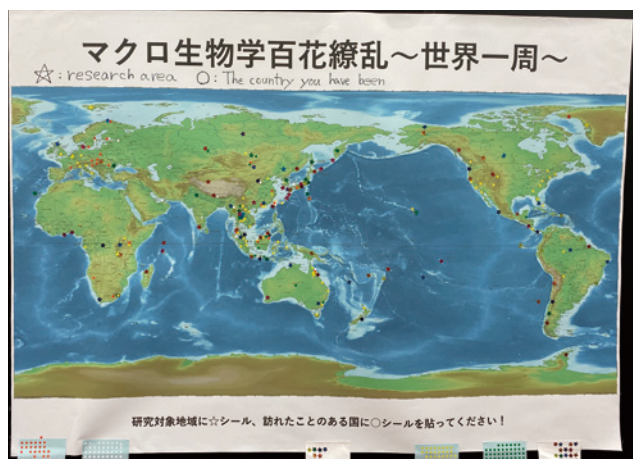 マクロ生物学百花繚乱～世界一周～
☆：research area ○：The country you have been
研究対象地域に☆シール、訪れたことのある国に○シールを貼ってください！